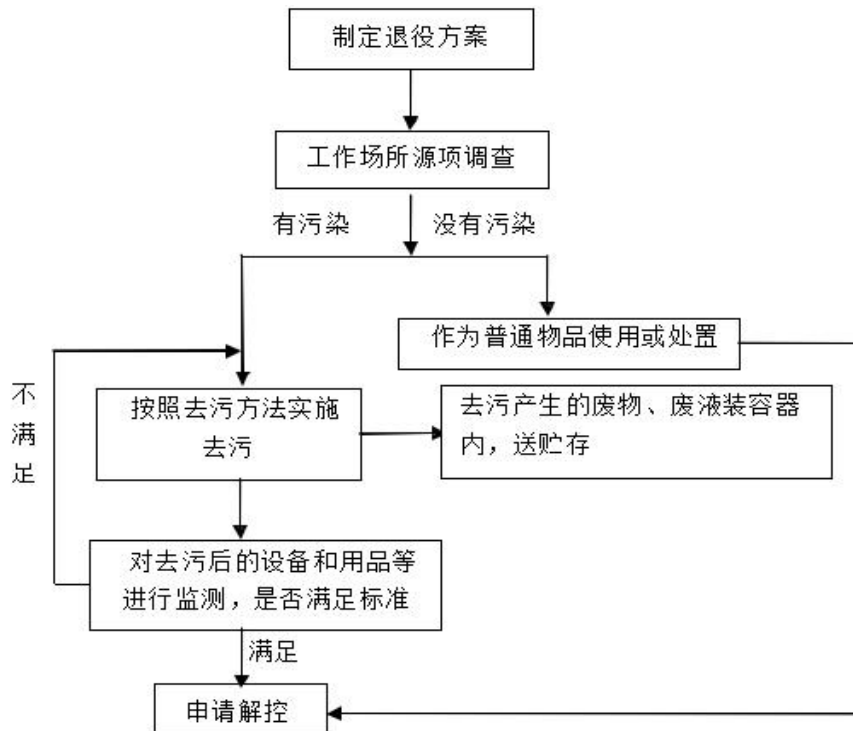 制定退役方案
工作场所源项调查
有污染
没有污染
作为普通物品使用或处置
不
满
足
按照去污方法实施
去污
去污产生的废物、废液装容器
内，送贮存
对去污后的设备和用品等
进行监测，是否满足标准
满足
申请解控